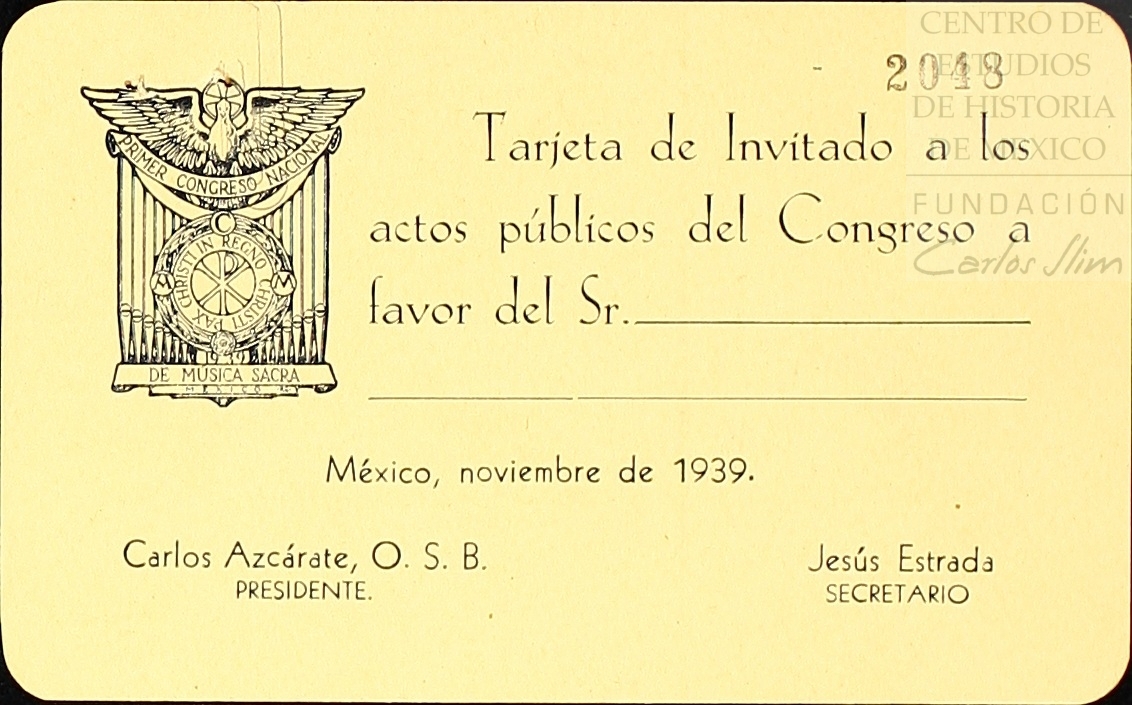 CENTRO DE
ESTUDIOS
DE HISTORIA
DE MÉXICO
FUNDACIÓN
Carlos Slim
2048
PRIMER CONGRESO NACIONAL
C
M
M
PAX CHRISTI IN REGNO CHRISTI
1939
DE MÚSICA SACRA
MEXICO
Tarjeta de Invitado a los
actos públicos del Congreso a
favor del Sr.
México, noviembre de 1939.
Carlos Azcárate, O. S. B.
PRESIDENTE.
Jesús Estrada
SECRETARIO